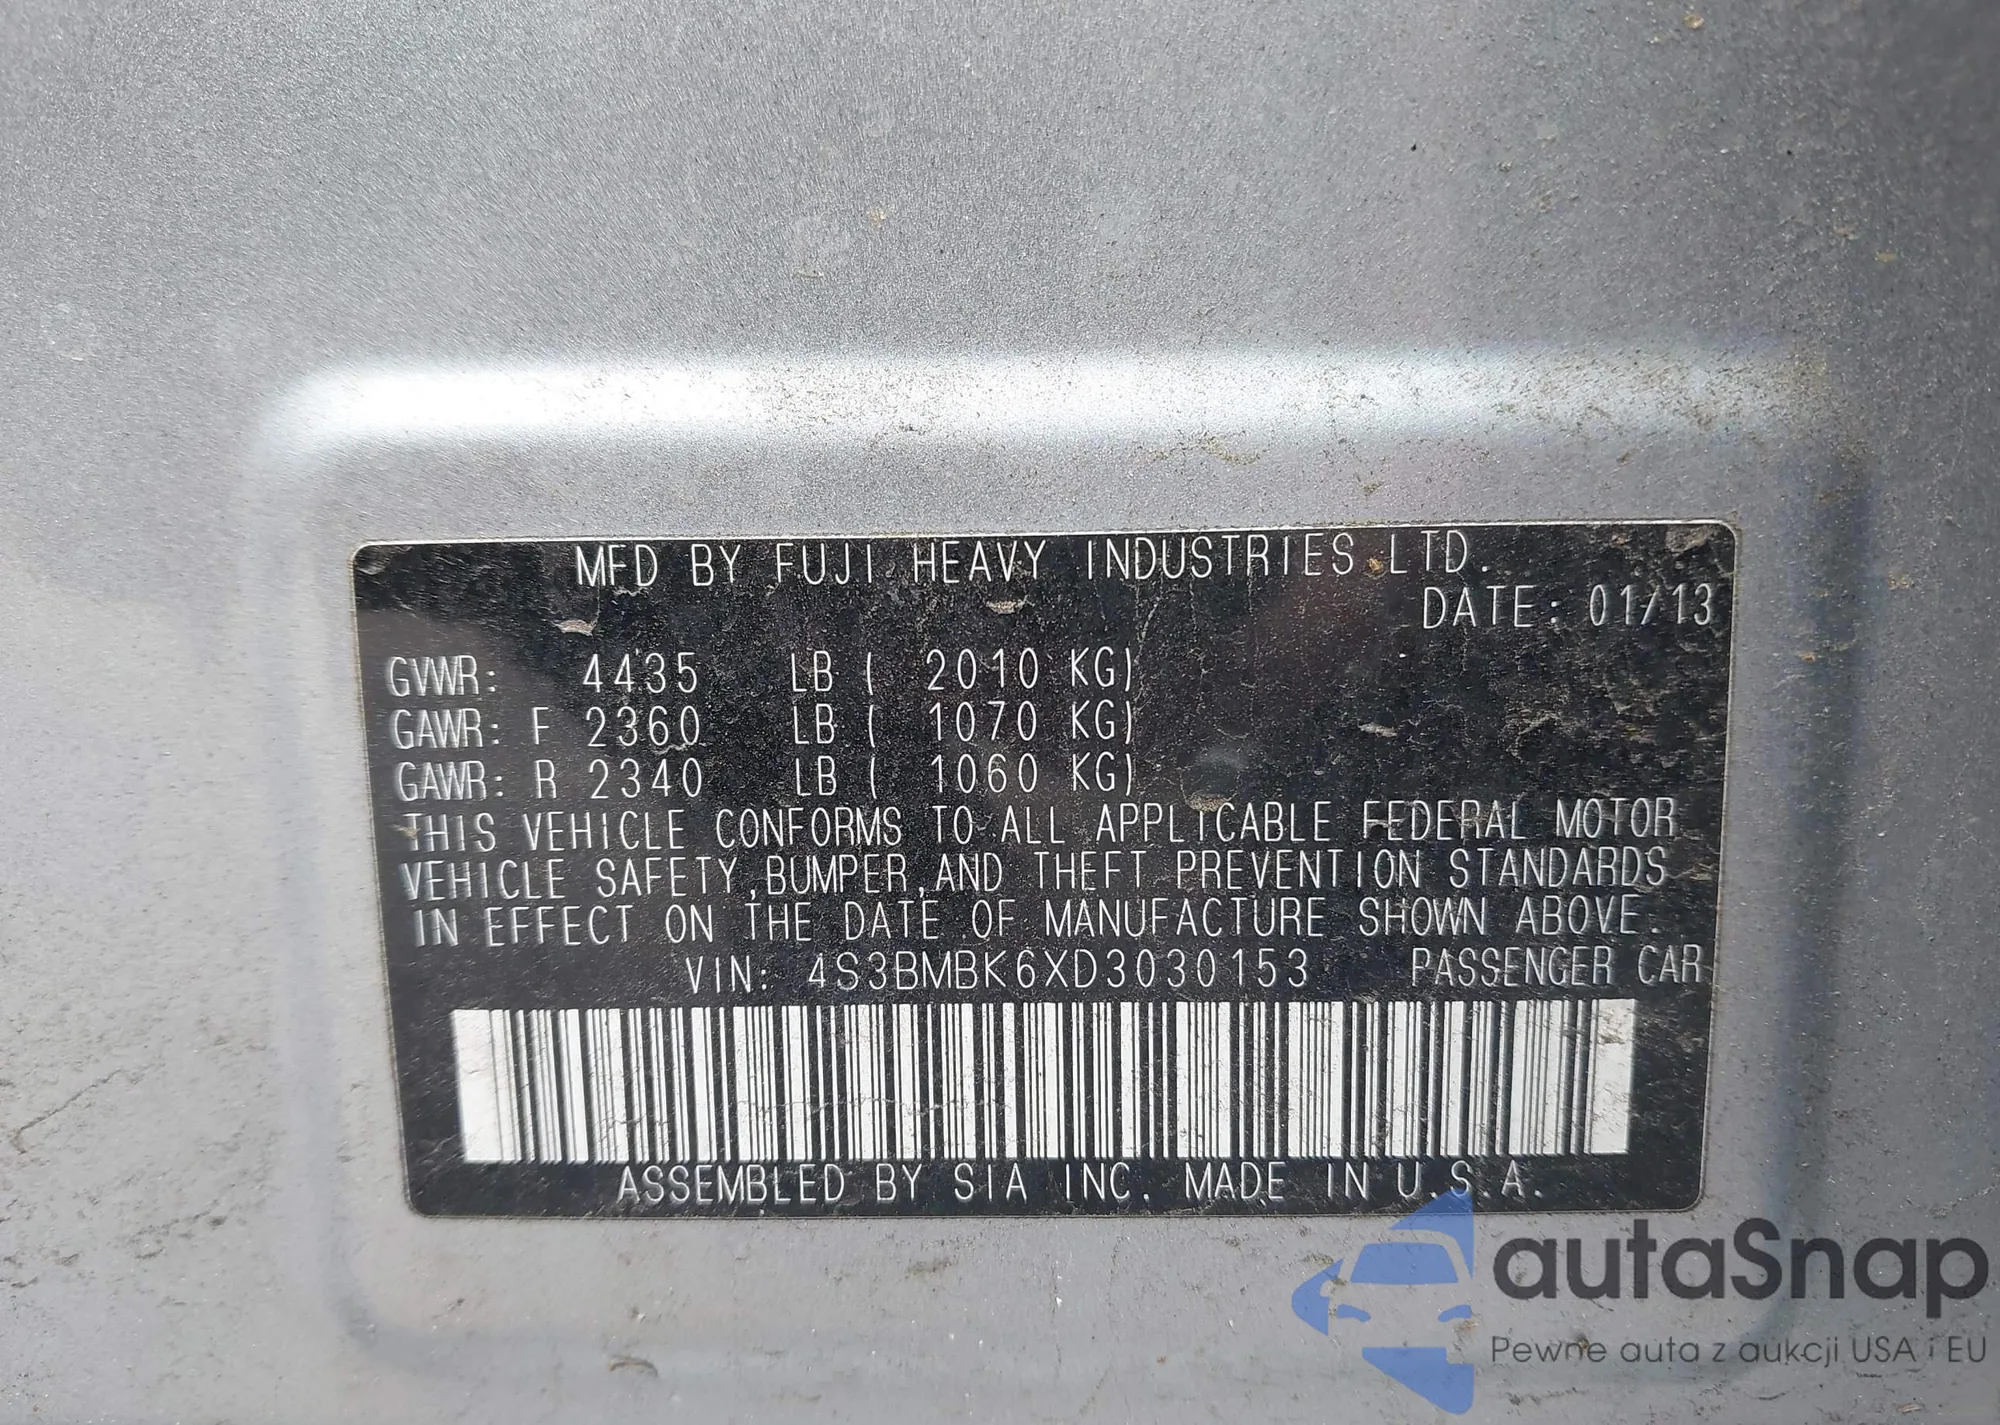 MFD BY FUJI HEAVY INDUSTRIES LTD.
DATE: 01/13
GVWR: 4435 LB ( 2010 KG)
GAWR: F 2360 LB ( 1070 KG)
GAWR: R 2340 LB ( 1060 KG)
THIS VEHICLE CONFORMS TO ALL APPLICABLE FEDERAL MOTOR
VEHICLE SAFETY, BUMPER, AND THEFT PREVENTION STANDARDS
IN EFFECT ON THE DATE OF MANUFACTURE SHOWN ABOVE.
VIN: 4S3BMBK6XD3030153 PASSENGER CAR
ASSEMBLED BY SIA INC. MADE IN U.S.A.
autaSnap
Pewne auta z aukcji USA i EU